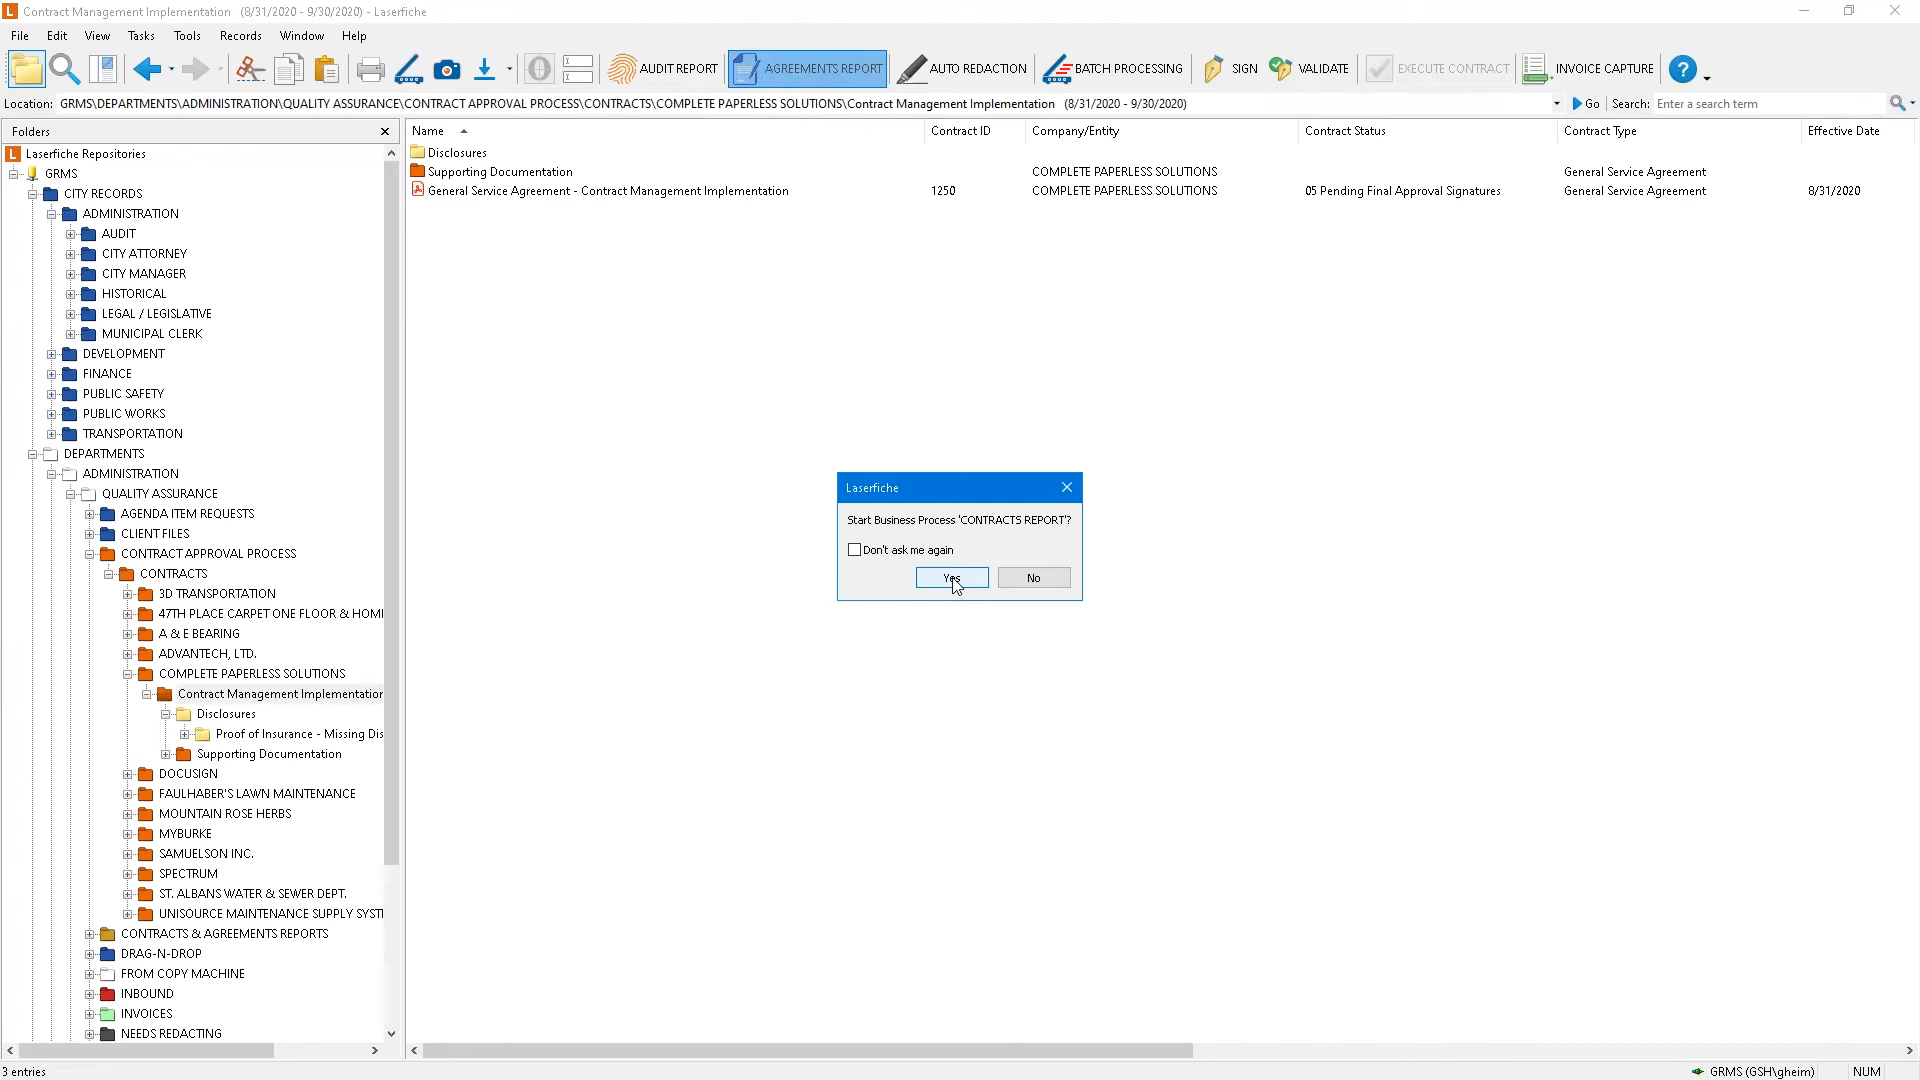 L Contract Management Implementation (8/31/2020 - 9/30/2020) - Laserfiche
File Edit View Tasks Tools Records Window Help
AUDIT REPORT AGREEMENTS REPORT AUTO REDACTION BATCH PROCESSING SIGN VALIDATE EXECUTE CONTRACT INVOICE CAPTURE ?
Location: GRMS\DEPARTMENTS\ADMINISTRATION\QUALITY ASSURANCE\CONTRACT APPROVAL PROCESS\CONTRACTS\COMPLETE PAPERLESS SOLUTIONS\Contract Management Implementation (8/31/2020 - 9/30/2020) Go Search: Enter a search term
Folders
L Laserfiche Repositories
GRMS
CITY RECORDS
ADMINISTRATION
AUDIT
CITY ATTORNEY
CITY MANAGER
HISTORICAL
LEGAL / LEGISLATIVE
MUNICIPAL CLERK
DEVELOPMENT
FINANCE
PUBLIC SAFETY
PUBLIC WORKS
TRANSPORTATION
DEPARTMENTS
ADMINISTRATION
QUALITY ASSURANCE
AGENDA ITEM REQUESTS
CLIENT FILES
CONTRACT APPROVAL PROCESS
CONTRACTS
3D TRANSPORTATION
47TH PLACE CARPET ONE FLOOR & HOMI
A & E BEARING
ADVANTECH, LTD.
COMPLETE PAPERLESS SOLUTIONS
Contract Management Implementation
Disclosures
Proof of Insurance - Missing Dis
Supporting Documentation
DOCUSIGN
FAULHABER'S LAWN MAINTENANCE
MOUNTAIN ROSE HERBS
MYBURKE
SAMUELSON INC.
SPECTRUM
ST. ALBANS WATER & SEWER DEPT.
UNISOURCE MAINTENANCE SUPPLY SYSTI
CONTRACTS & AGREEMENTS REPORTS
DRAG-N-DROP
FROM COPY MACHINE
INBOUND
INVOICES
NEEDS REDACTING
Name Contract ID Company/Entity Contract Status Contract Type Effective Date
Disclosures
Supporting Documentation COMPLETE PAPERLESS SOLUTIONS General Service Agreement
General Service Agreement - Contract Management Implementation 1250 COMPLETE PAPERLESS SOLUTIONS 05 Pending Final Approval Signatures General Service Agreement 8/31/2020
Laserfiche
Start Business Process 'CONTRACTS REPORT'?
Don't ask me again
Yes No
3 entries GRMS (GSH\gheim) NUM